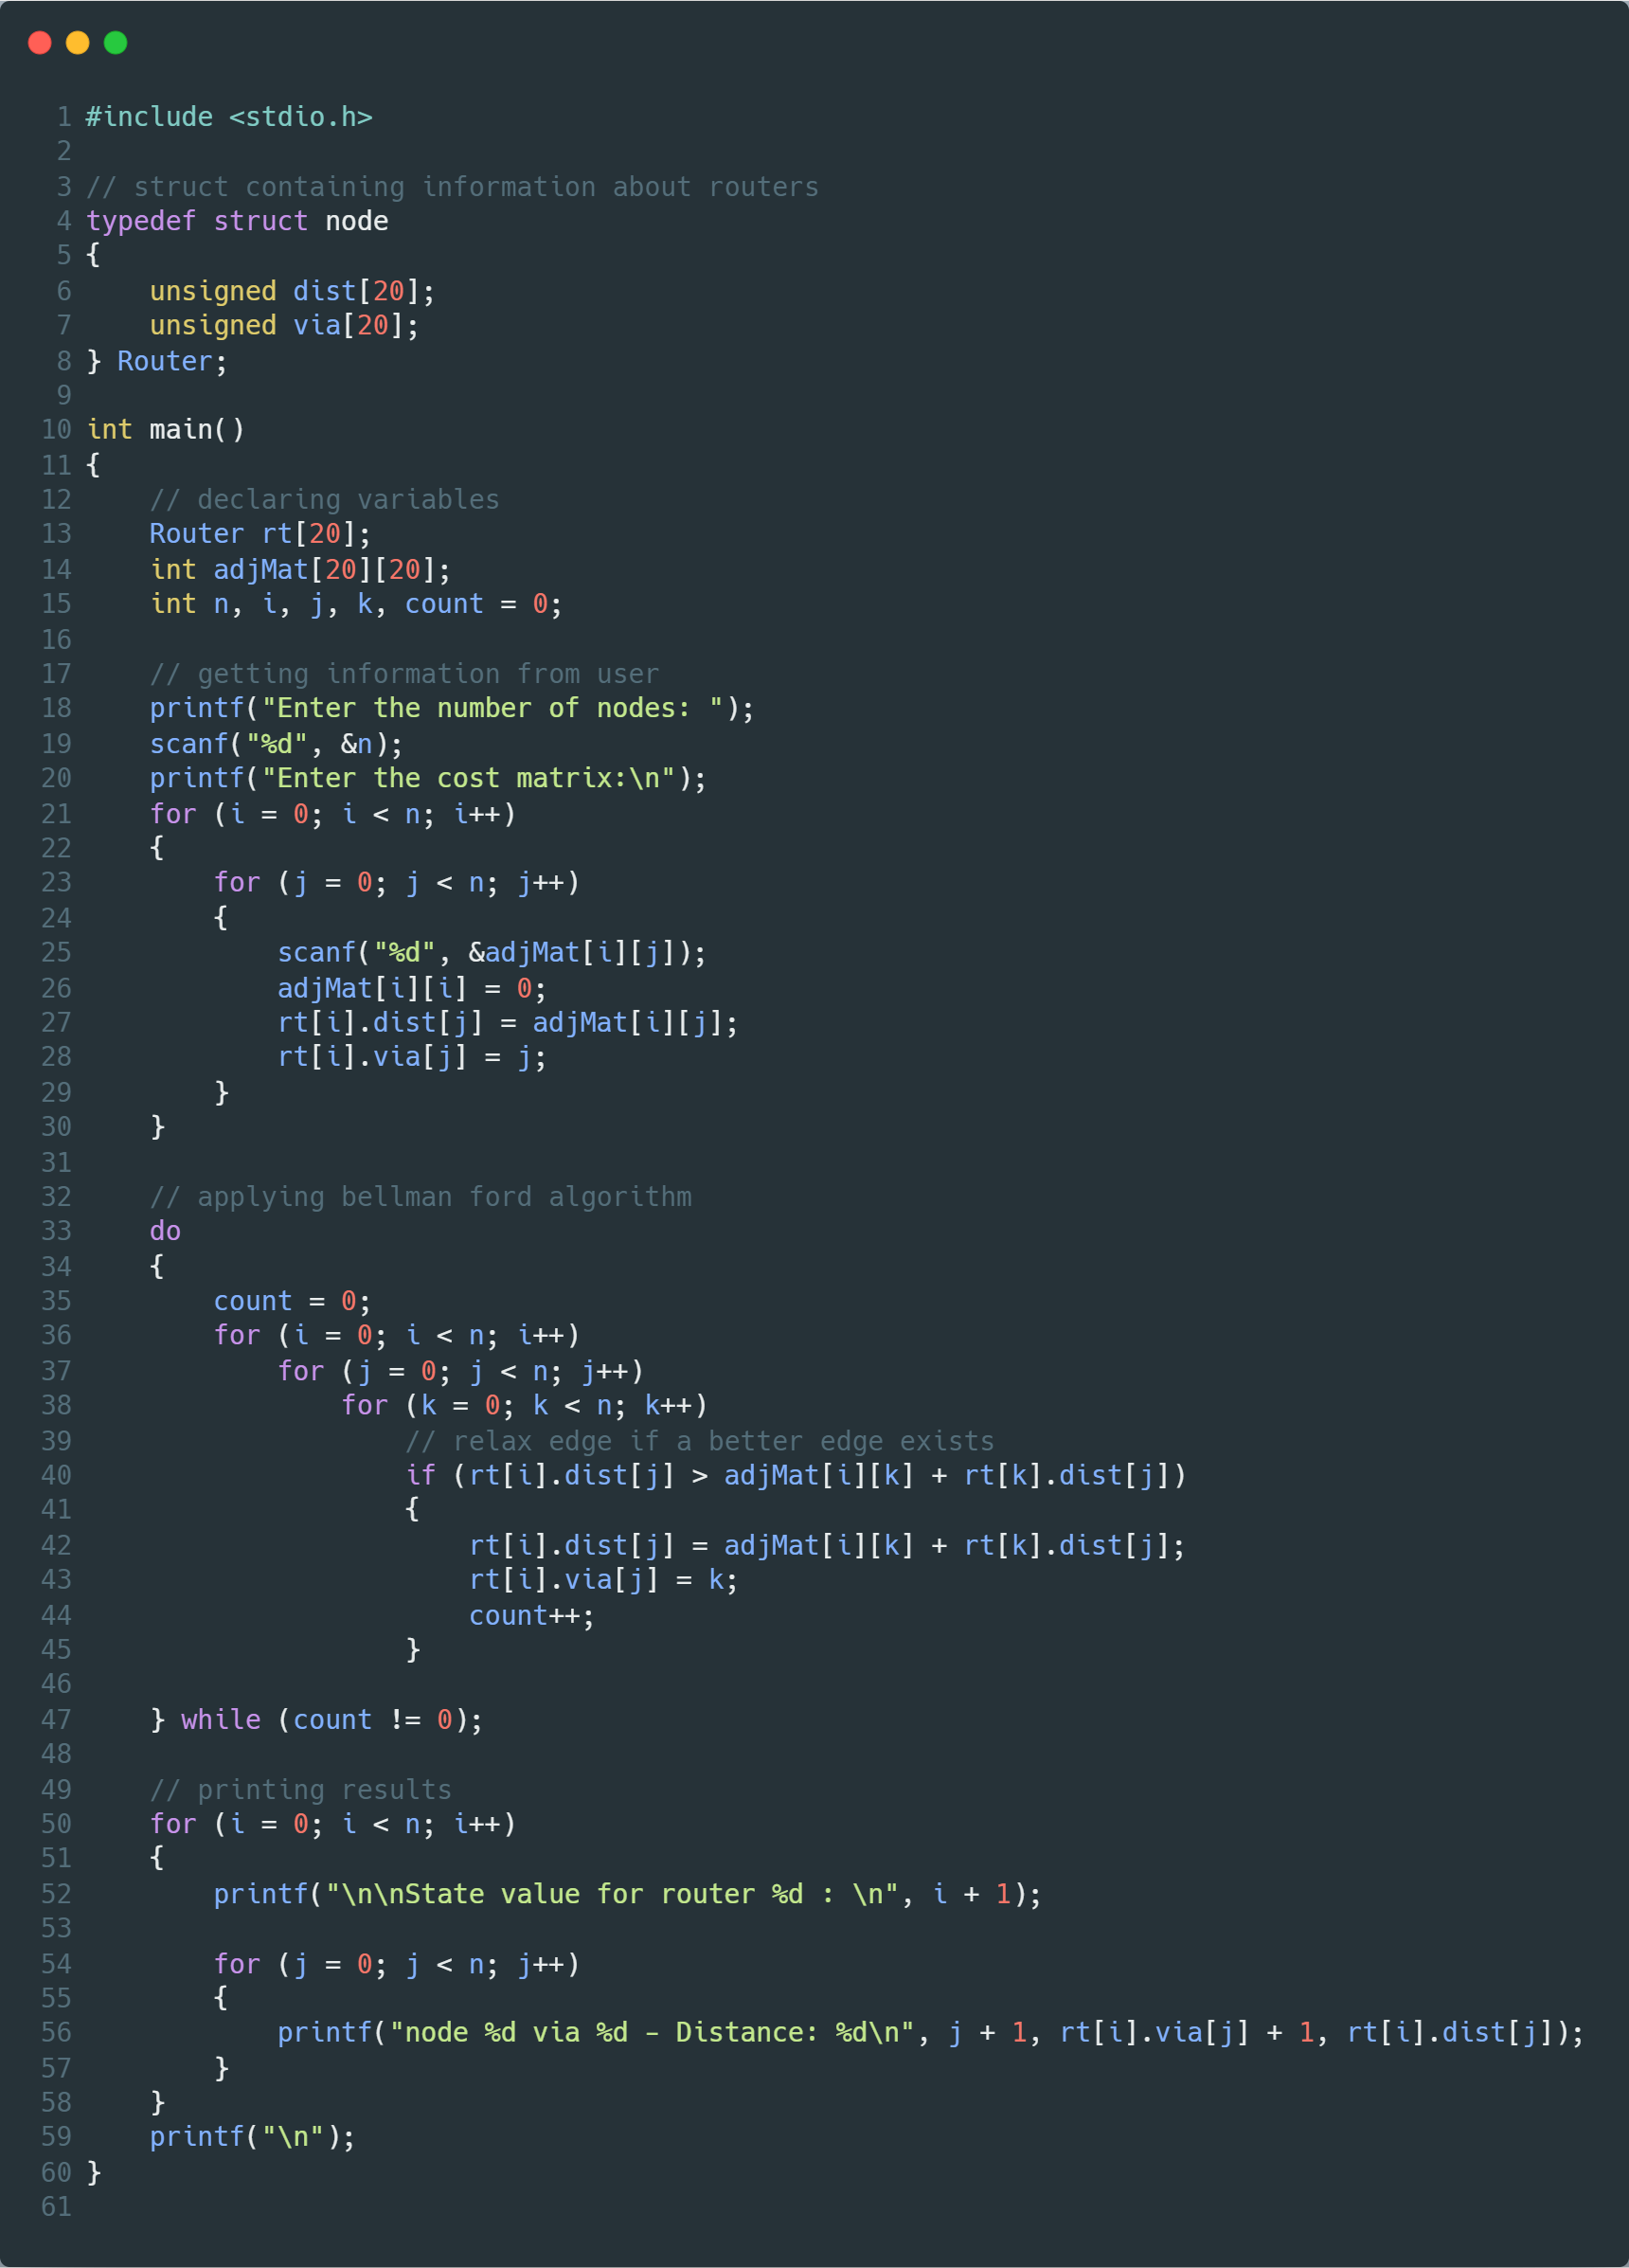 1 #include <stdio.h>
2
3 // struct containing information about routers
4 typedef struct node
5 {
6     unsigned dist[20];
7     unsigned via[20];
8 } Router;
9
10 int main()
11 {
12     // declaring variables
13     Router rt[20];
14     int adjMat[20][20];
15     int n, i, j, k, count = 0;
16
17     // getting information from user
18     printf("Enter the number of nodes: ");
19     scanf("%d", &n);
20     printf("Enter the cost matrix:\n");
21     for (i = 0; i < n; i++)
22     {
23         for (j = 0; j < n; j++)
24         {
25             scanf("%d", &adjMat[i][j]);
26             adjMat[i][i] = 0;
27             rt[i].dist[j] = adjMat[i][j];
28             rt[i].via[j] = j;
29         }
30     }
31
32     // applying bellman ford algorithm
33     do
34     {
35         count = 0;
36         for (i = 0; i < n; i++)
37             for (j = 0; j < n; j++)
38                 for (k = 0; k < n; k++)
39                     // relax edge if a better edge exists
40                     if (rt[i].dist[j] > adjMat[i][k] + rt[k].dist[j])
41                     {
42                         rt[i].dist[j] = adjMat[i][k] + rt[k].dist[j];
43                         rt[i].via[j] = k;
44                         count++;
45                     }
46
47     } while (count != 0);
48
49     // printing results
50     for (i = 0; i < n; i++)
51     {
52         printf("\n\nState value for router %d : \n", i + 1);
53
54         for (j = 0; j < n; j++)
55         {
56             printf("node %d via %d - Distance: %d\n", j + 1, rt[i].via[j] + 1, rt[i].dist[j]);
57         }
58     }
59     printf("\n");
60 }
61